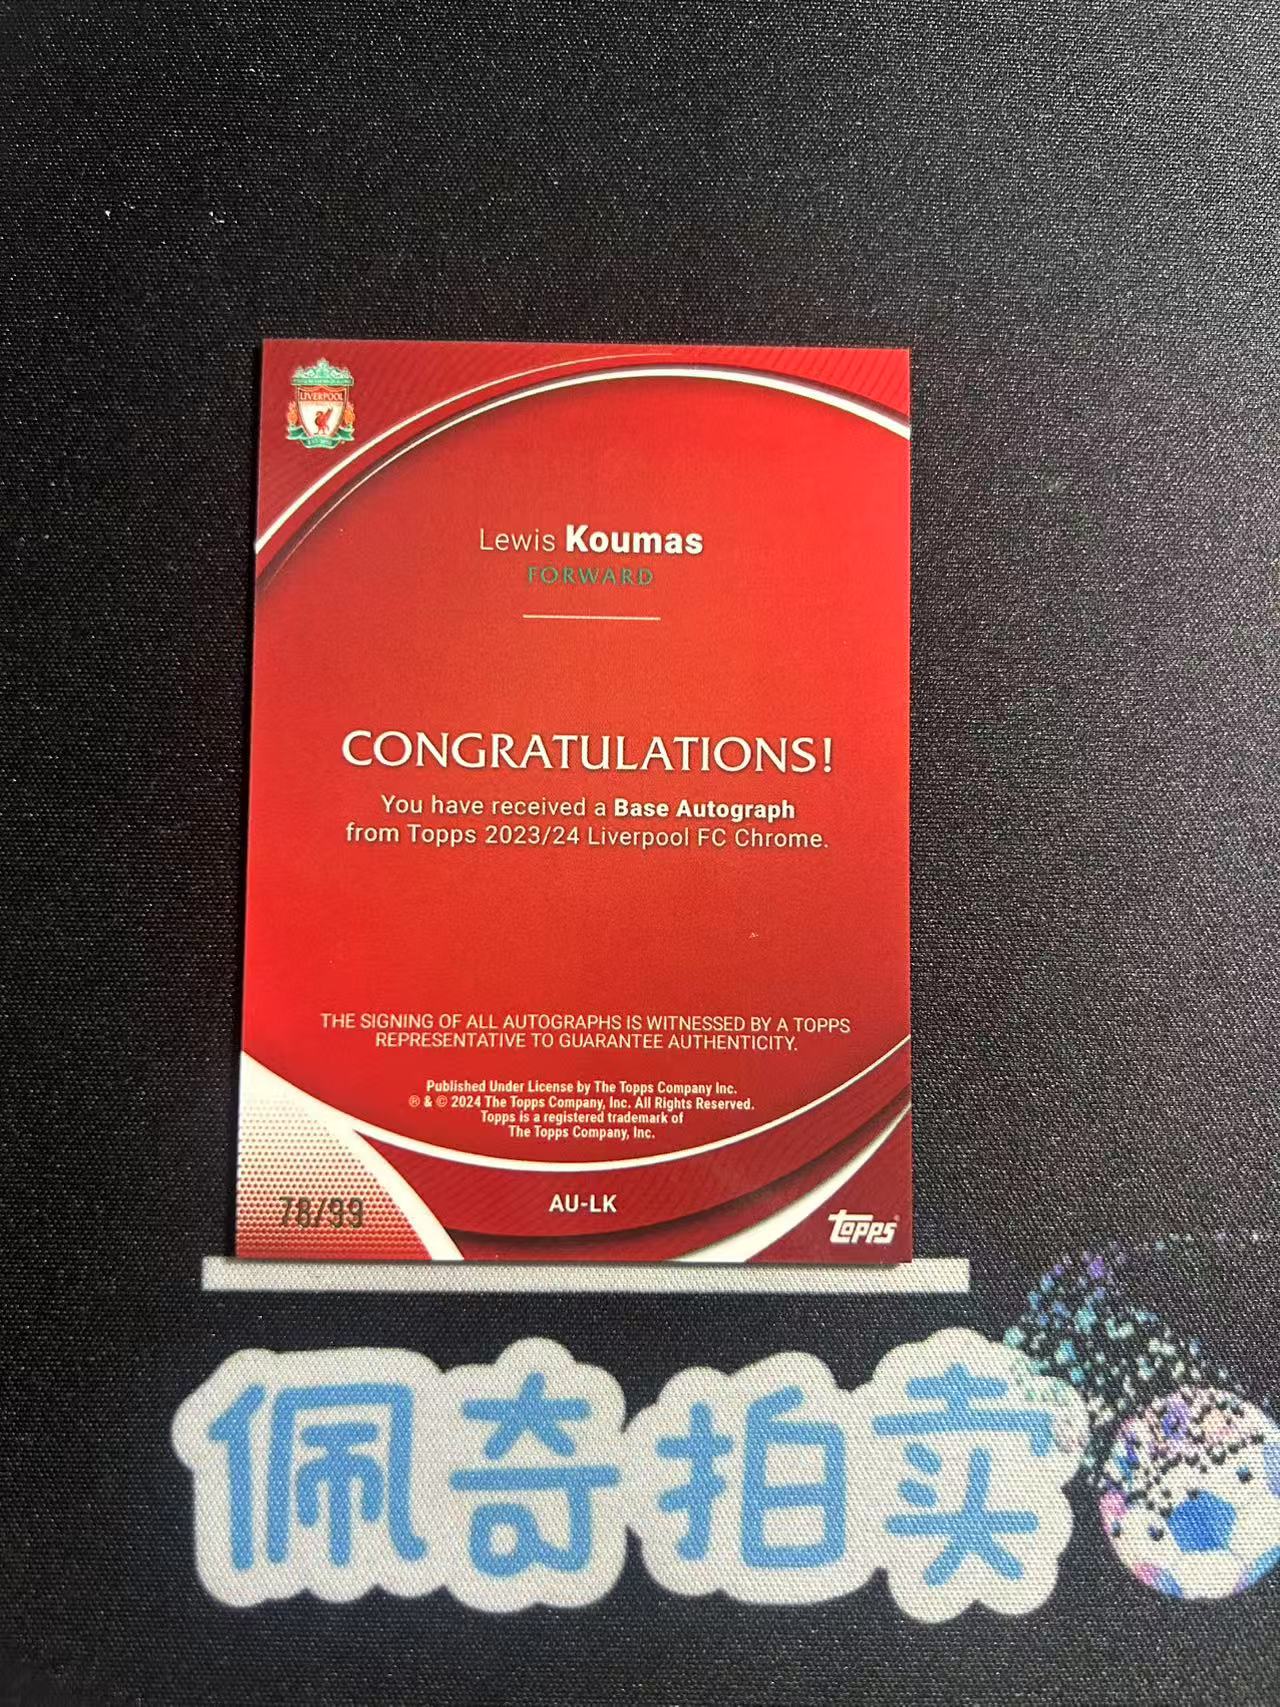 LIVERPOOL
Lewis Koumas
FORWARD
CONGRATULATIONS!
You have received a Base Autograph
from Topps 2023/24 Liverpool FC Chrome.
THE SIGNING OF ALL AUTOGRAPHS IS WITNESSED BY A TOPPS
REPRESENTATIVE TO GUARANTEE AUTHENTICITY.
Published Under License by The Topps Company Inc.
® & © 2024 The Topps Company, Inc. All Rights Reserved.
Topps is a registered trademark of
The Topps Company, Inc.
78/99
AU-LK
topps
佩奇拍卖